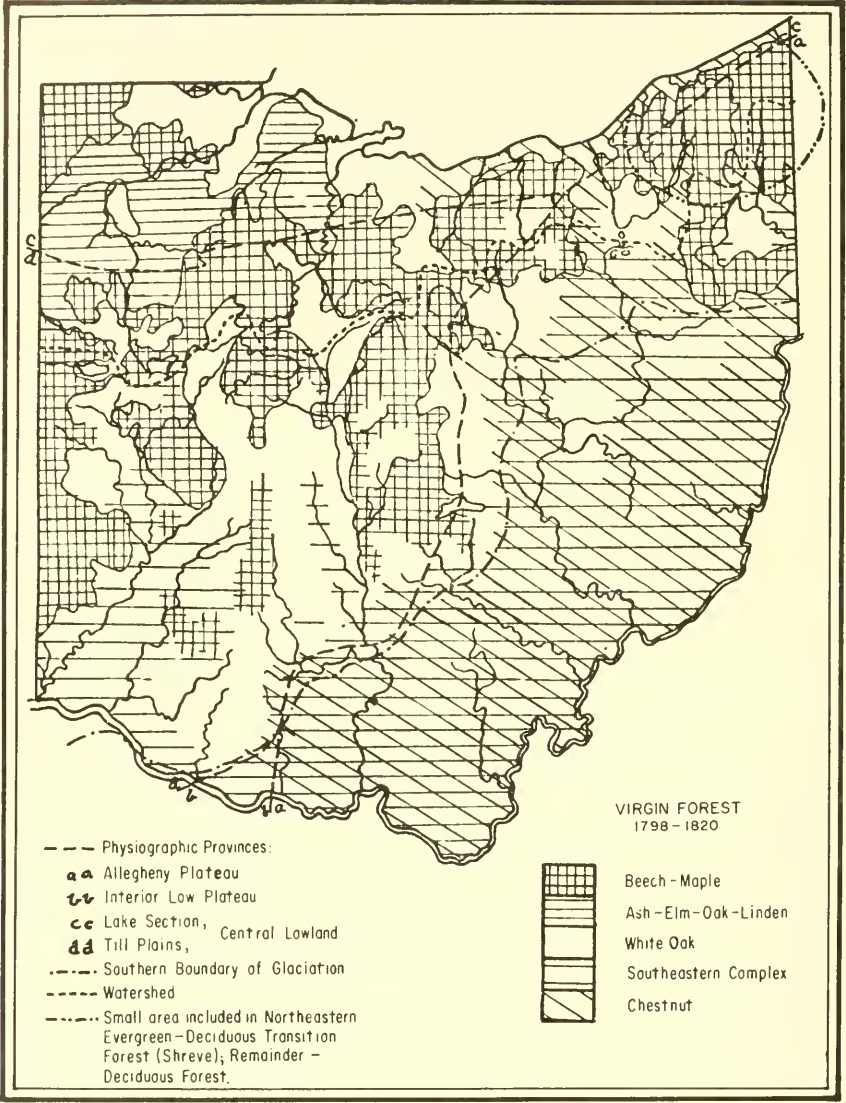 c
a
c
d
d
b
b
a
VIRGIN FOREST
1798-1820
--- Physiographic Provinces:
aa Allegheny Plateau
bb Interior Low Plateau
cc Lake Section,
dd Till Plains,
Central Lowland
Southern Boundary of Glaciation
Watershed
Small area included in Northeastern
Evergreen-Deciduous Transition
Forest (Shreve); Remainder -
Deciduous Forest.
Beech-Maple
Ash-Elm-Oak-Linden
White Oak
Southeastern Complex
Chestnut